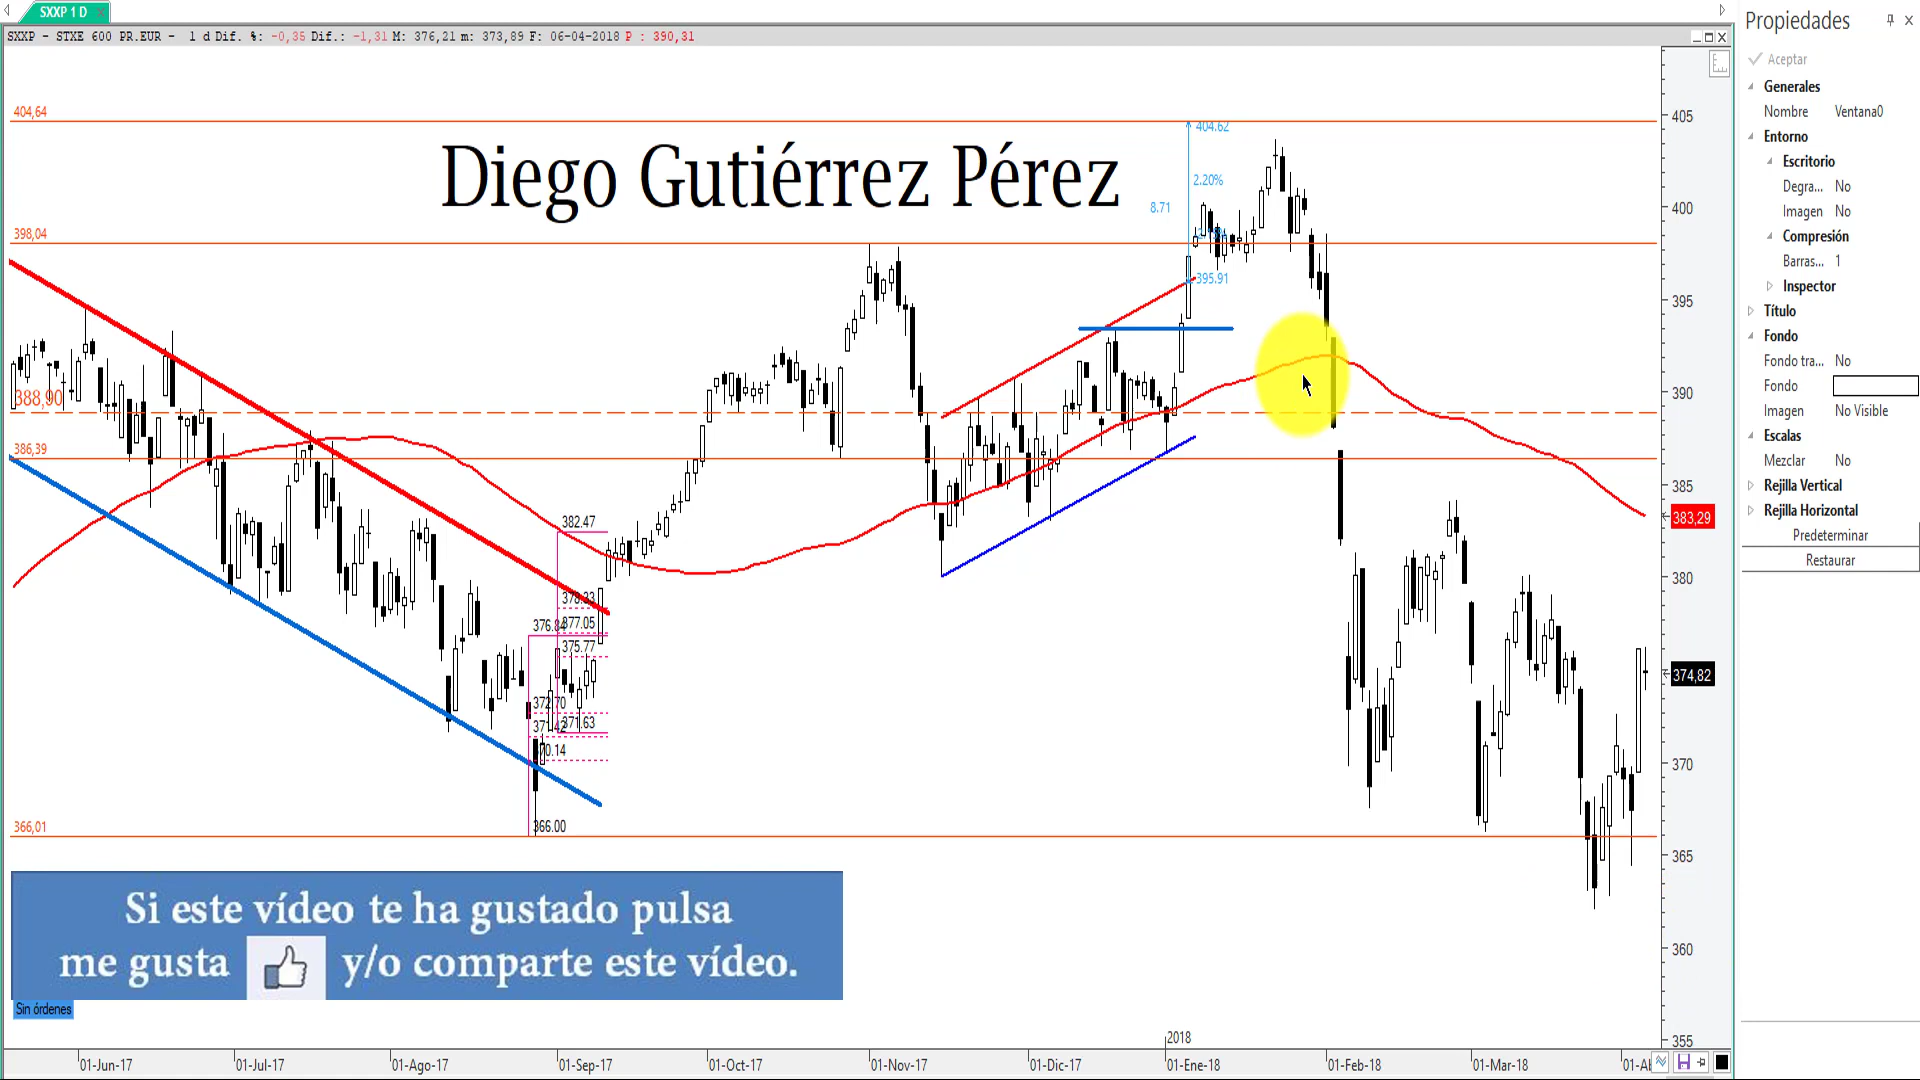 SXXP 1 D
Propiedades
SXXP - STXE 600 PR.EUR - 1 d Dif. %: -0,35 Dif.: -1,31 M: 376,21 m: 373,89 F: 06-04-2018 P : 390,31
Aceptar
Generales
Nombre Ventana0
Entorno
Escritorio
Degra... No
Imagen No
Compresión
Barras... 1
Inspector
Título
Fondo
Fondo tra... No
Fondo
Imagen No Visible
Escalas
Mezclar No
Rejilla Vertical
Rejilla Horizontal
Predeterminar
Restaurar
404,64
404.62
405
Diego Gutiérrez Pérez
2.20%
8.71
400
398,04
395.91
395
388,90
390
386,39
385
382.47
383,29
380
378.33
377.05
375.77
374,82
372.70
371.63
370.14
370
366,01
366.00
365
Si este vídeo te ha gustado pulsa
me gusta y/o comparte este vídeo.
360
Sin órdenes
355
2018
01-Jun-17 01-Jul-17 01-Ago-17 01-Sep-17 01-Oct-17 01-Nov-17 01-Dic-17 01-Ene-18 01-Feb-18 01-Mar-18